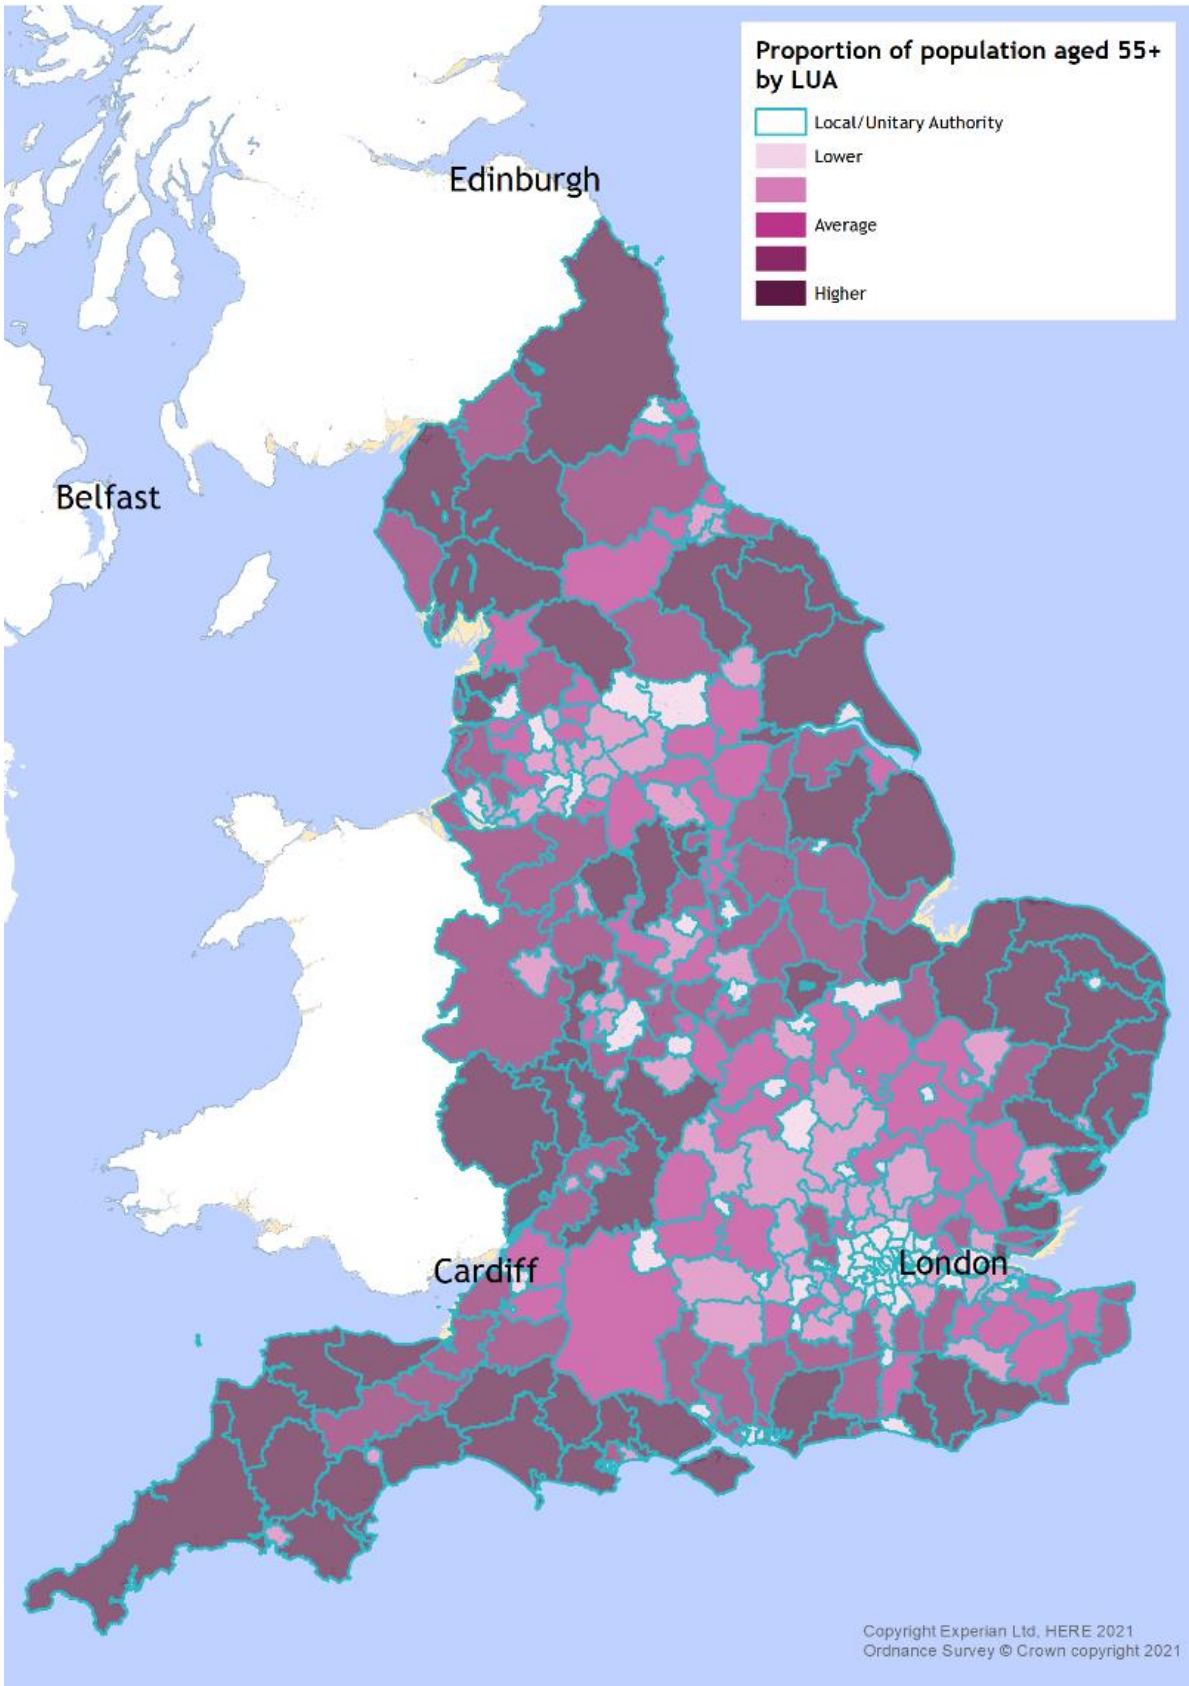 Proportion of population aged 55+
by LUA
Local/Unitary Authority
Lower
Average
Higher
Edinburgh
Belfast
Cardiff
London
Copyright Experian Ltd, HERE 2021
Ordnance Survey © Crown copyright 2021